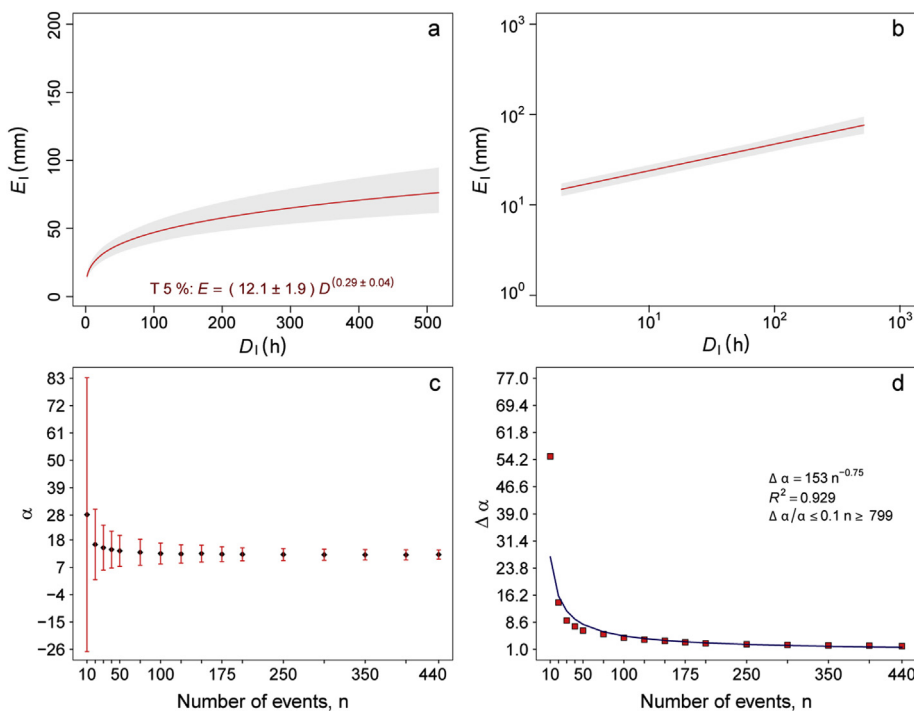 a
200
150
100
50
0
E_I (mm)
T 5 %: E = ( 12.1 ± 1.9 ) D^(0.29 ± 0.04)
0 100 200 300 400 500
D_I (h)
b
10^3
10^2
10^1
10^0
E_I (mm)
10^1 10^2 10^3
D_I (h)
c
83
72
61
50
39
28
18
7
−4
−15
−26
α
10 50 100 175 250 350 440
Number of events, n
d
77.0
69.4
61.8
54.2
46.6
39.0
31.4
23.8
16.2
8.6
1.0
Δ α
Δ α = 153 n^−0.75
R^2 = 0.929
Δ α/α ≤ 0.1 n ≥ 799
10 50 100 175 250 350 440
Number of events, n